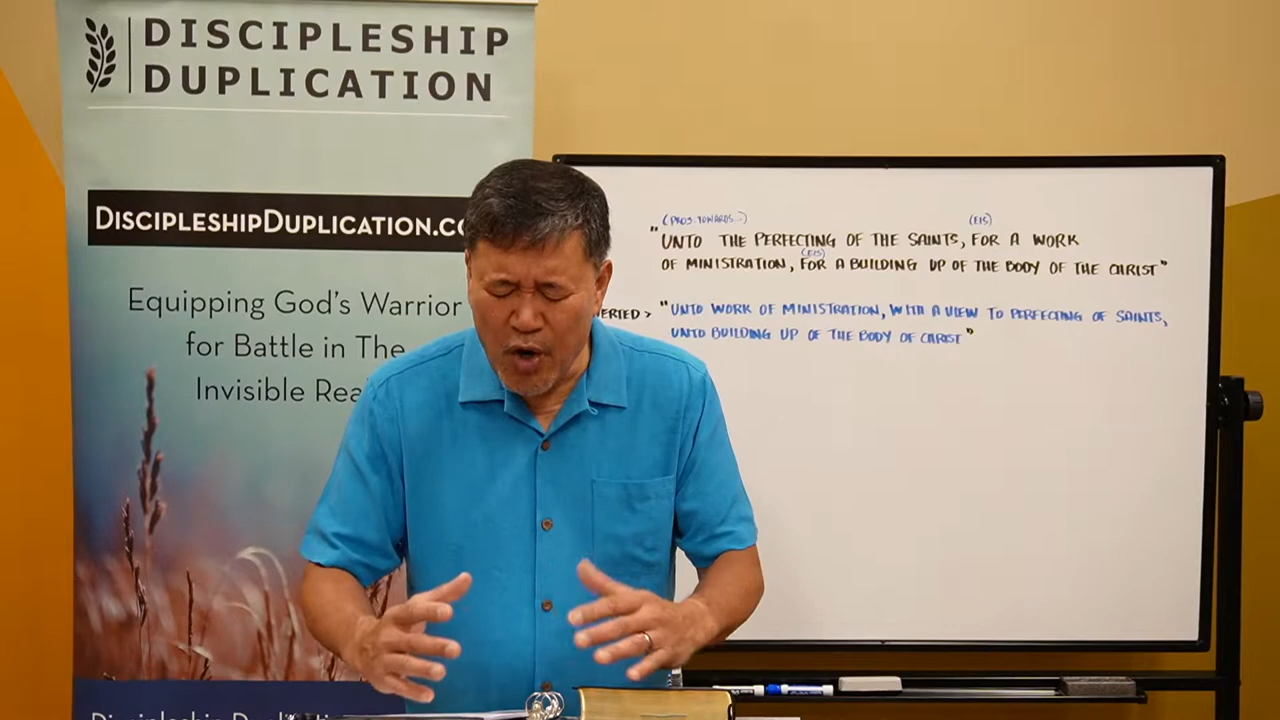 DISCIPLESHIP
DUPLICATION
DISCIPLESHIPDUPLICATION.CO
Equipping God's Warrior
for Battle in The
Invisible Rea
Discipleship Duplicati
(PROS-TOWARDS...) (EIS)
"UNTO THE PERFECTING OF THE SAINTS, FOR A WORK
(EIS)
OF MINISTRATION, FOR A BUILDING UP OF THE BODY OF THE CHRIST"
ERTED > "UNTO WORK OF MINISTRATION, WITH A VIEW TO PERFECTING OF SAINTS,
UNTO BUILDING UP OF THE BODY OF CHRIST"